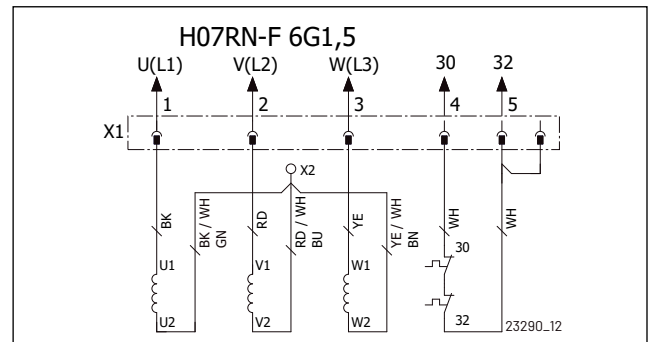 H07RN-F 6G1,5
U(L1) V(L2) W(L3) 30 32
1 2 3 4 5
X1
X2
BK BK / WH GN RD RD / WH BU YE YE / WH BN WH WH
30
U1 V1 W1
U2 V2 W2 32
23290_12